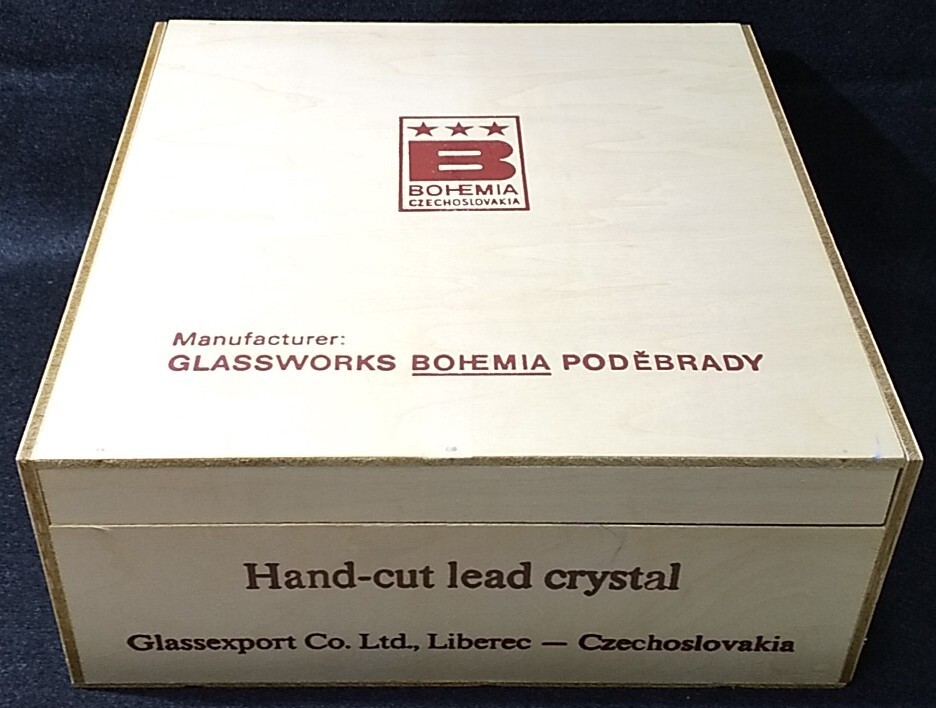 B
BOHEMIA
CZECHOSLOVAKIA
Manufacturer:
GLASSWORKS BOHEMIA PODĚBRADY
Hand-cut lead crystal
Glassexport Co. Ltd., Liberec — Czechoslovakia